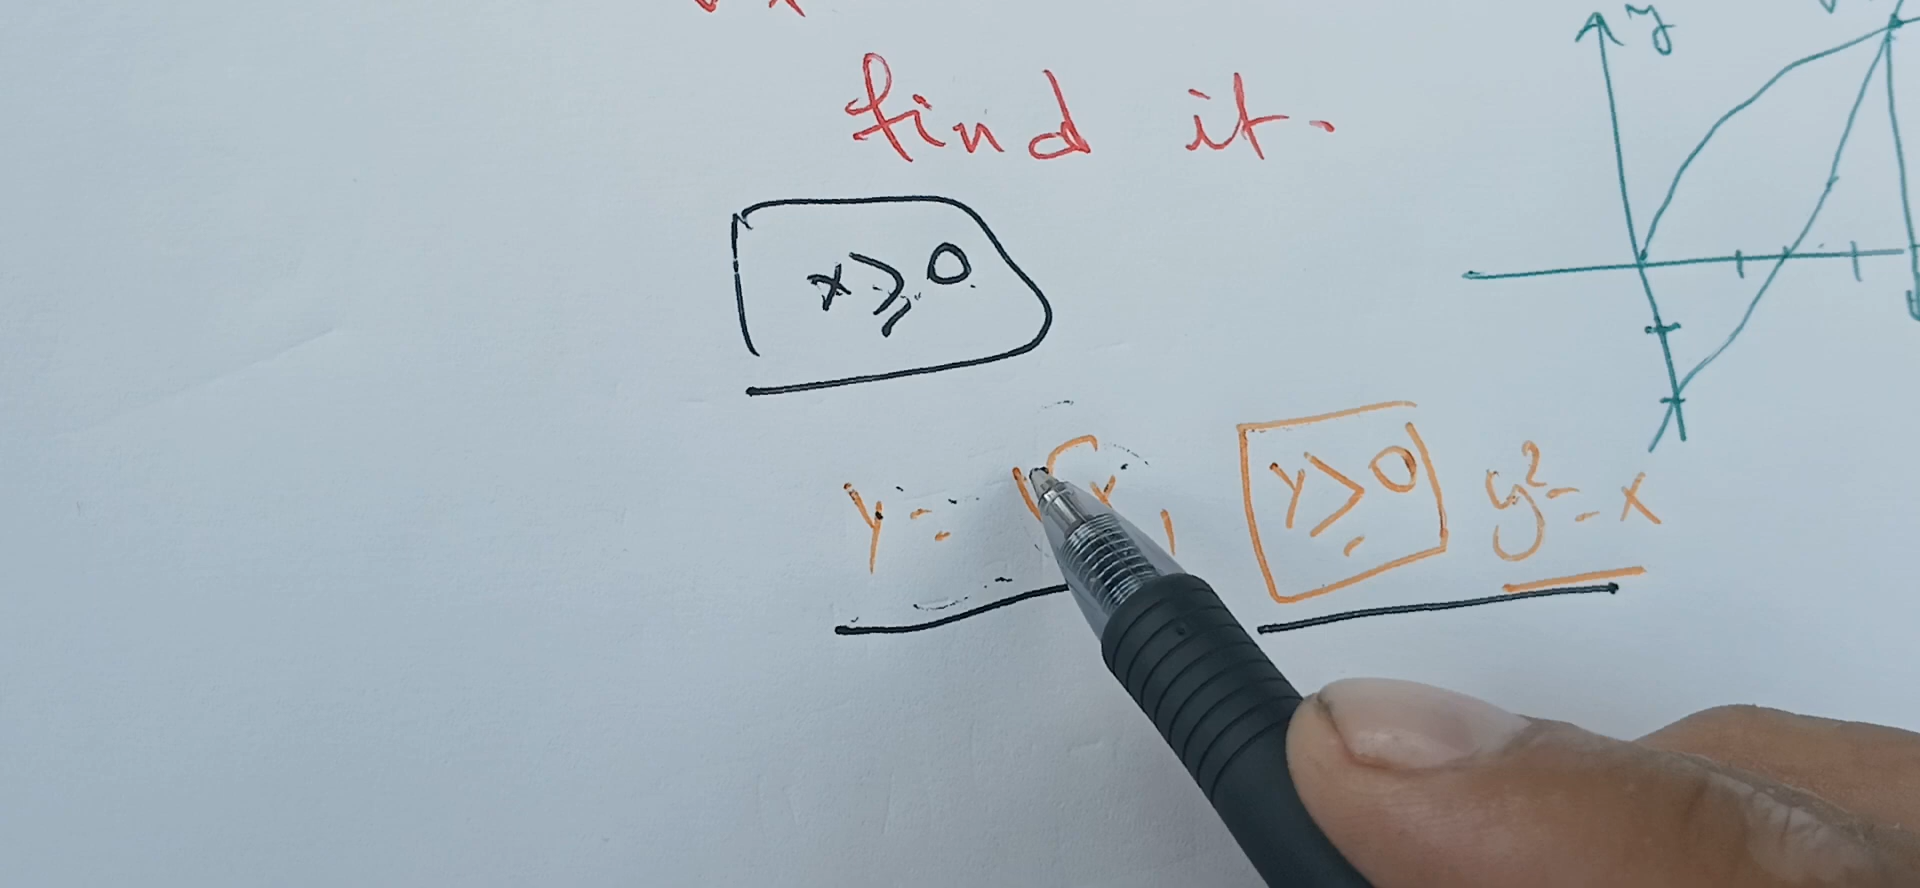 y
find it.
x ⩾ 0
y = √x , y ⩾ 0 y² = x